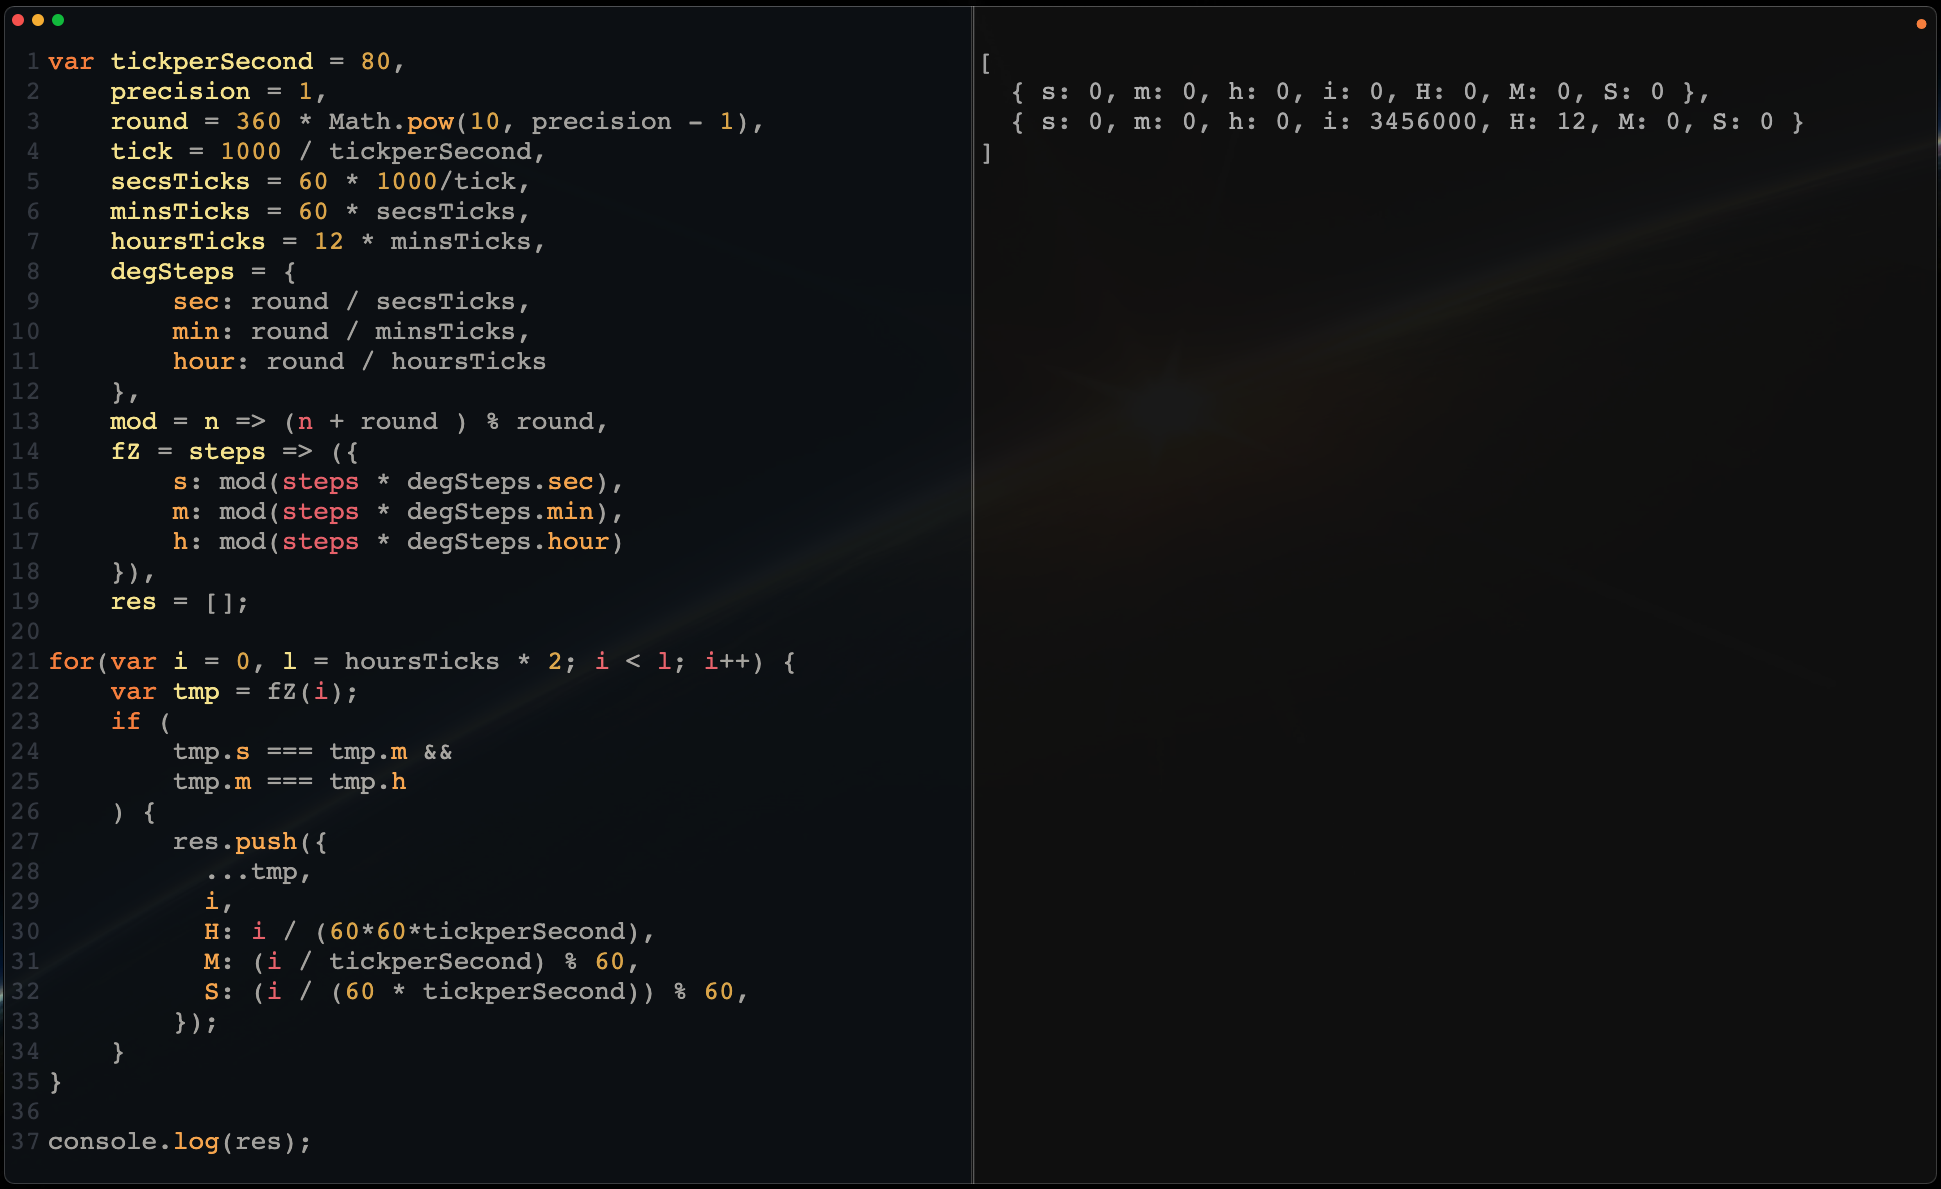 1 var tickperSecond = 80,
2     precision = 1,
3     round = 360 * Math.pow(10, precision - 1),
4     tick = 1000 / tickperSecond,
5     secsTicks = 60 * 1000/tick,
6     minsTicks = 60 * secsTicks,
7     hoursTicks = 12 * minsTicks,
8     degSteps = {
9         sec: round / secsTicks,
10         min: round / minsTicks,
11         hour: round / hoursTicks
12     },
13     mod = n => (n + round ) % round,
14     fZ = steps => ({
15         s: mod(steps * degSteps.sec),
16         m: mod(steps * degSteps.min),
17         h: mod(steps * degSteps.hour)
18     }),
19     res = [];
20
21 for(var i = 0, l = hoursTicks * 2; i < l; i++) {
22     var tmp = fZ(i);
23     if (
24         tmp.s === tmp.m &&
25         tmp.m === tmp.h
26     ) {
27         res.push({
28           ...tmp,
29           i,
30           H: i / (60*60*tickperSecond),
31           M: (i / tickperSecond) % 60,
32           S: (i / (60 * tickperSecond)) % 60,
33         });
34     }
35 }
36
37 console.log(res);
[
  { s: 0, m: 0, h: 0, i: 0, H: 0, M: 0, S: 0 },
  { s: 0, m: 0, h: 0, i: 3456000, H: 12, M: 0, S: 0 }
]